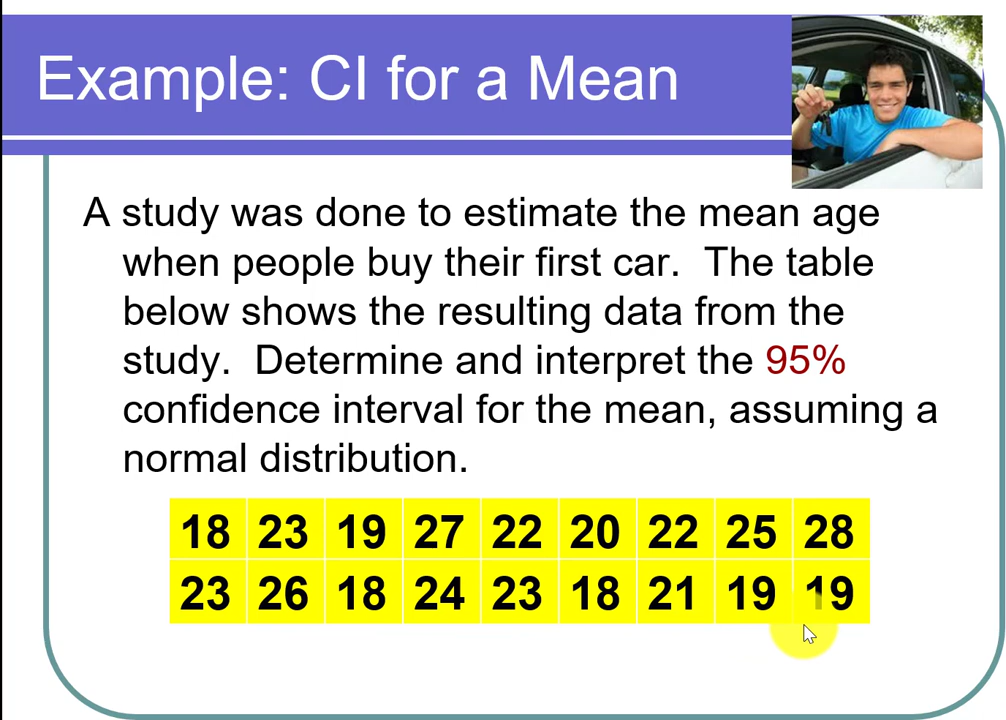 Example: CI for a Mean
A study was done to estimate the mean age
when people buy their first car. The table
below shows the resulting data from the
study. Determine and interpret the 95%
confidence interval for the mean, assuming a
normal distribution.
18 23 19 27 22 20 22 25 28
23 26 18 24 23 18 21 19 19